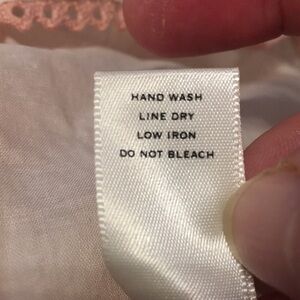 HAND WASH
LINE DRY
LOW IRON
DO NOT BLEACH